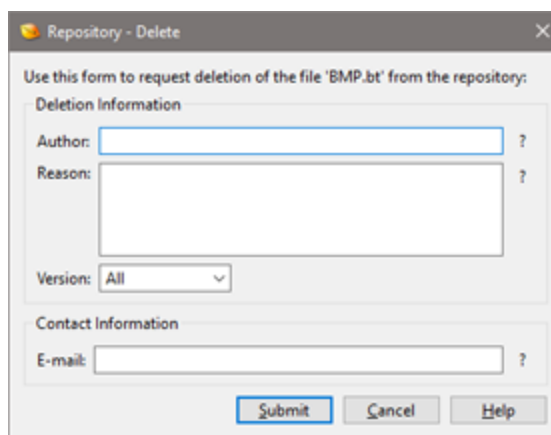 Repository - Delete
Use this form to request deletion of the file 'BMP.bt' from the repository:
Deletion Information
Author: ?
Reason: ?
Version: All
Contact Information
E-mail: ?
Submit Cancel Help